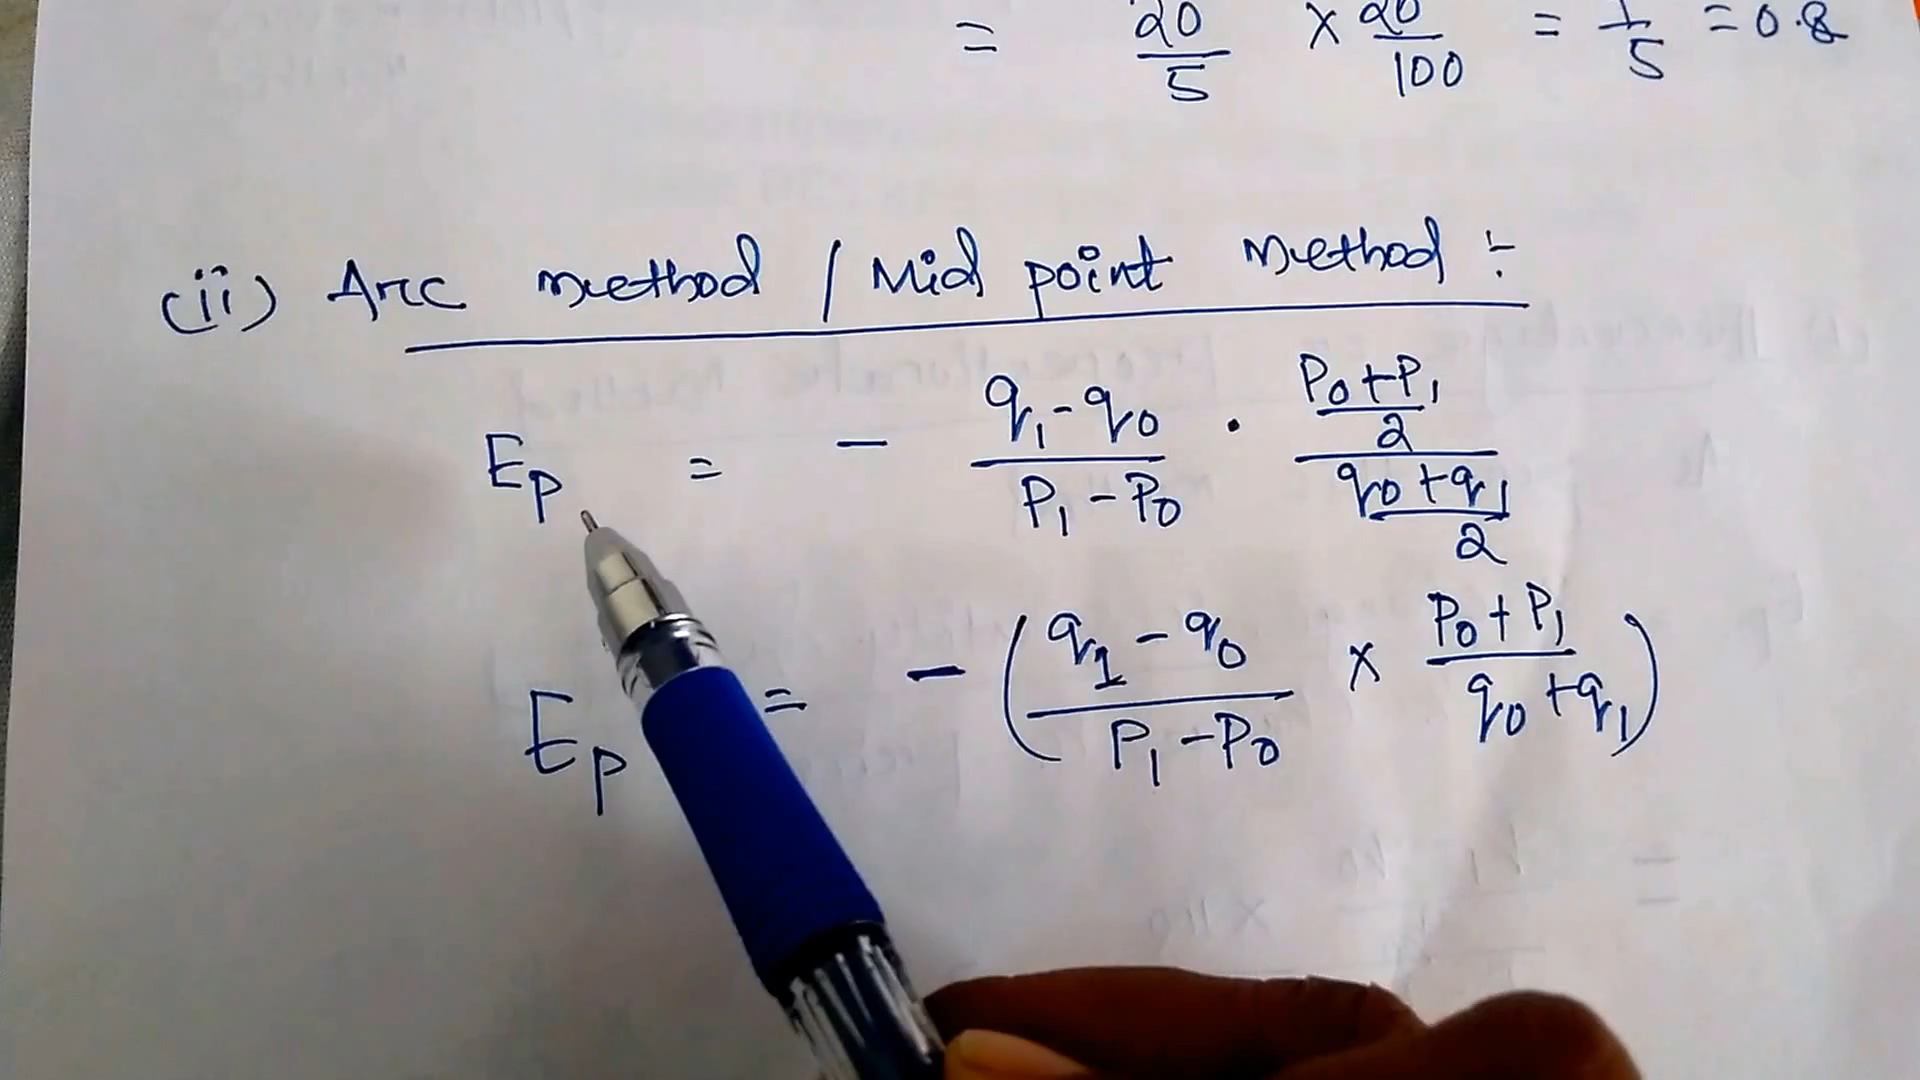 = 20/5 × 20/100 = 1/5 = 0.8
(ii) Arc method / Mid point method :-
Ep = - (q₁-q₀)/(P₁-P₀) · ((P₀+P₁)/2)/((q₀+q₁)/2)
Ep = - ((q₁-q₀)/(P₁-P₀) × (P₀+P₁)/(q₀+q₁))